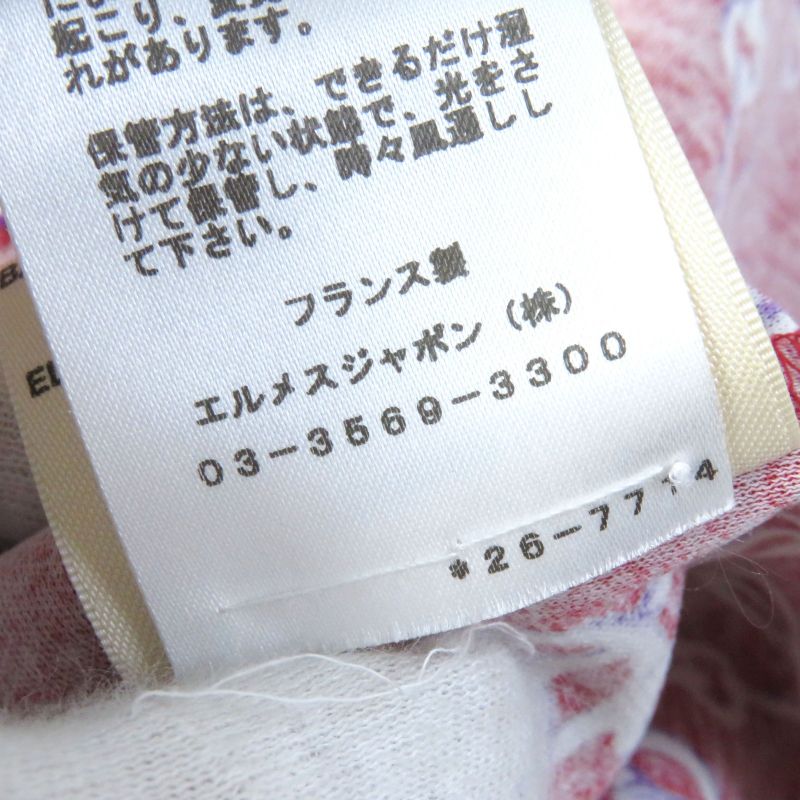 起こり、変
れがあります。
保管方法は、できるだけ湿
気の少ない状態で、光をさ
けて保管し、時々風通しし
て下さい。
フランス製
エルメスジャポン（株）
03-3569-3300
*26-7714
EL